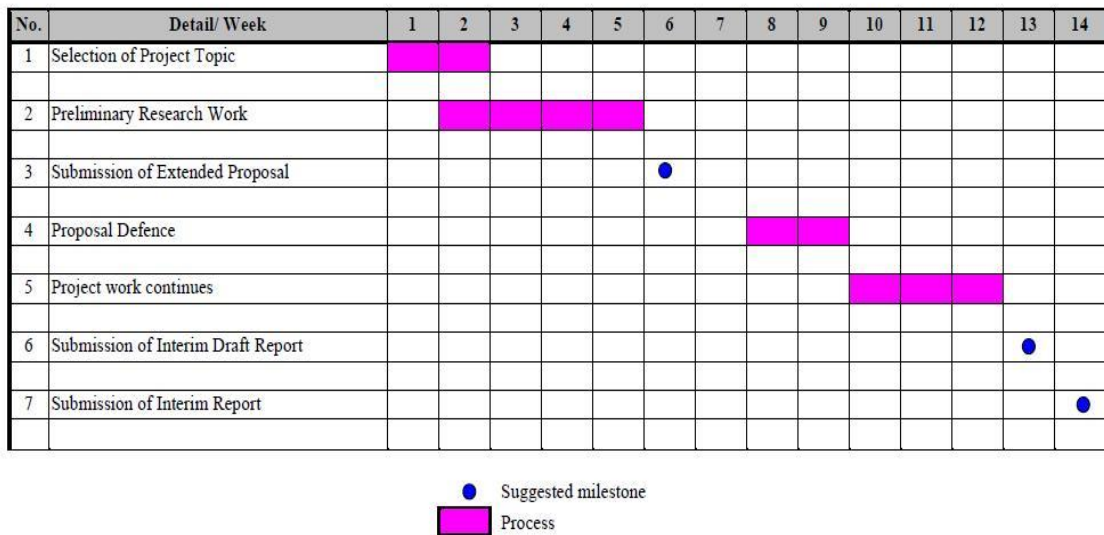 No. Detail/ Week 1 2 3 4 5 6 7 8 9 10 11 12 13 14
1 Selection of Project Topic
2 Preliminary Research Work
3 Submission of Extended Proposal
4 Proposal Defence
5 Project work continues
6 Submission of Interim Draft Report
7 Submission of Interim Report
Suggested milestone
Process